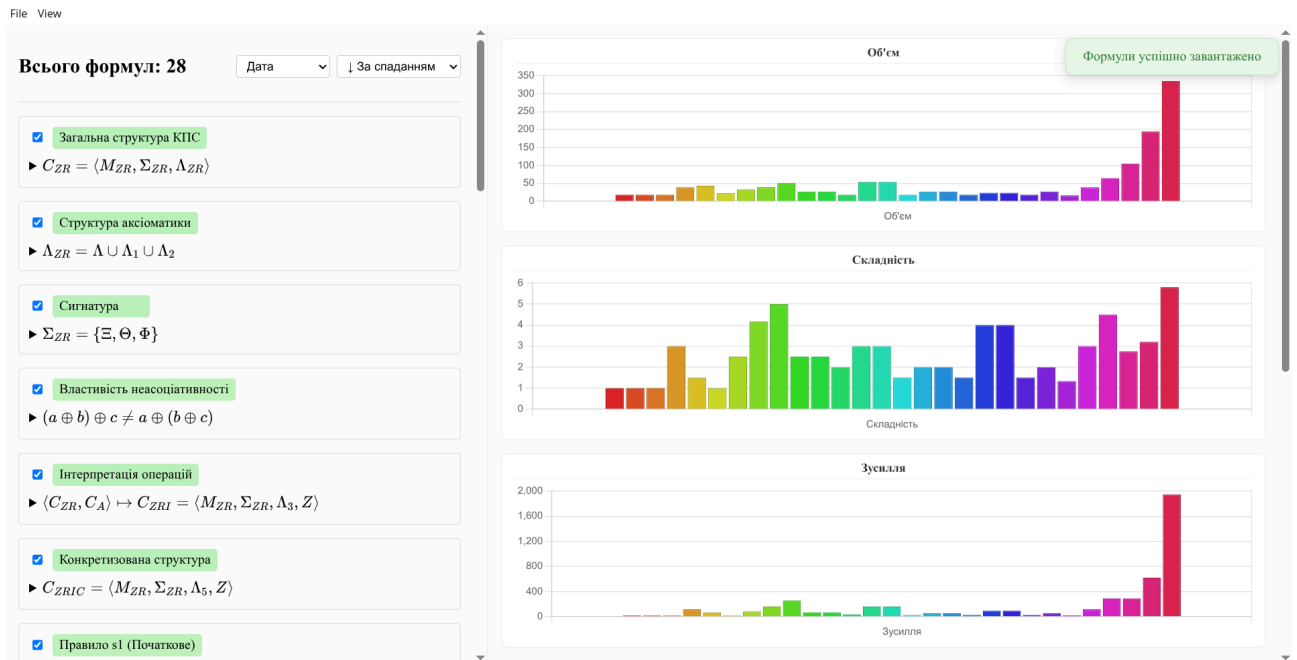 File View
Всього формул: 28
Дата
↓ За спаданням
Загальна структура КПС
▶ C_{ZR} = ⟨M_{ZR}, Σ_{ZR}, Λ_{ZR}⟩
Структура аксіоматики
▶ Λ_{ZR} = Λ ∪ Λ_1 ∪ Λ_2
Сигнатура
▶ Σ_{ZR} = {Ξ, Θ, Φ}
Властивість неасоціативності
▶ (a ⊕ b) ⊕ c ≠ a ⊕ (b ⊕ c)
Інтерпретація операцій
▶ ⟨C_{ZR}, C_A⟩ ↦ C_{ZRI} = ⟨M_{ZR}, Σ_{ZR}, Λ_3, Z⟩
Конкретизована структура
▶ C_{ZRIC} = ⟨M_{ZR}, Σ_{ZR}, Λ_5, Z⟩
Правило s1 (Початкове)
Об'єм
Формули успішно завантажено
350
300
250
200
150
100
50
0
Об'єм
Складність
6
5
4
3
2
1
0
Складність
Зусилля
2,000
1,600
1,200
800
400
0
Зусилля